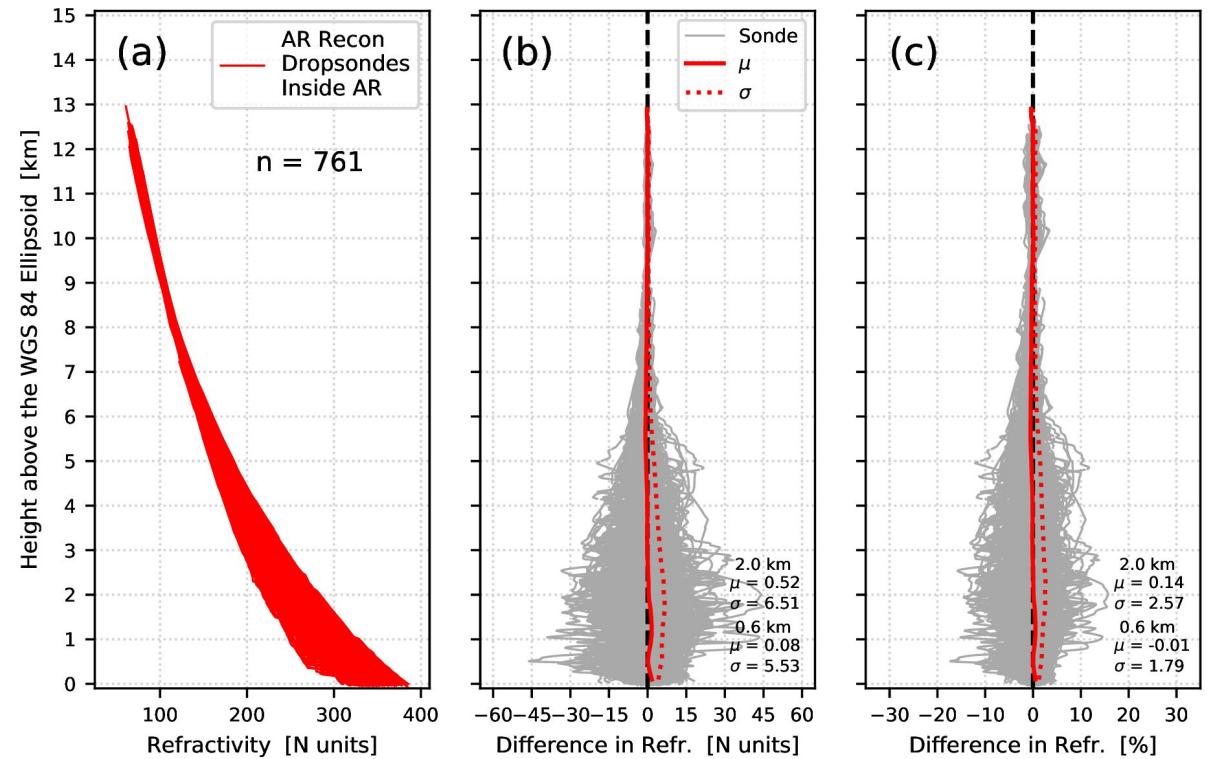 Height above the WGS 84 Ellipsoid [km]
15
14
13
12
11
10
9
8
7
6
5
4
3
2
1
0
(a)
AR Recon
Dropsondes
Inside AR
n = 761
100 200 300 400
Refractivity [N units]
(b)
Sonde
μ
σ
2.0 km
μ = 0.52
σ = 6.51
0.6 km
μ = 0.08
σ = 5.53
−60−45−30−15 0 15 30 45 60
Difference in Refr. [N units]
(c)
2.0 km
μ = 0.14
σ = 2.57
0.6 km
μ = -0.01
σ = 1.79
−30 −20 −10 0 10 20 30
Difference in Refr. [%]